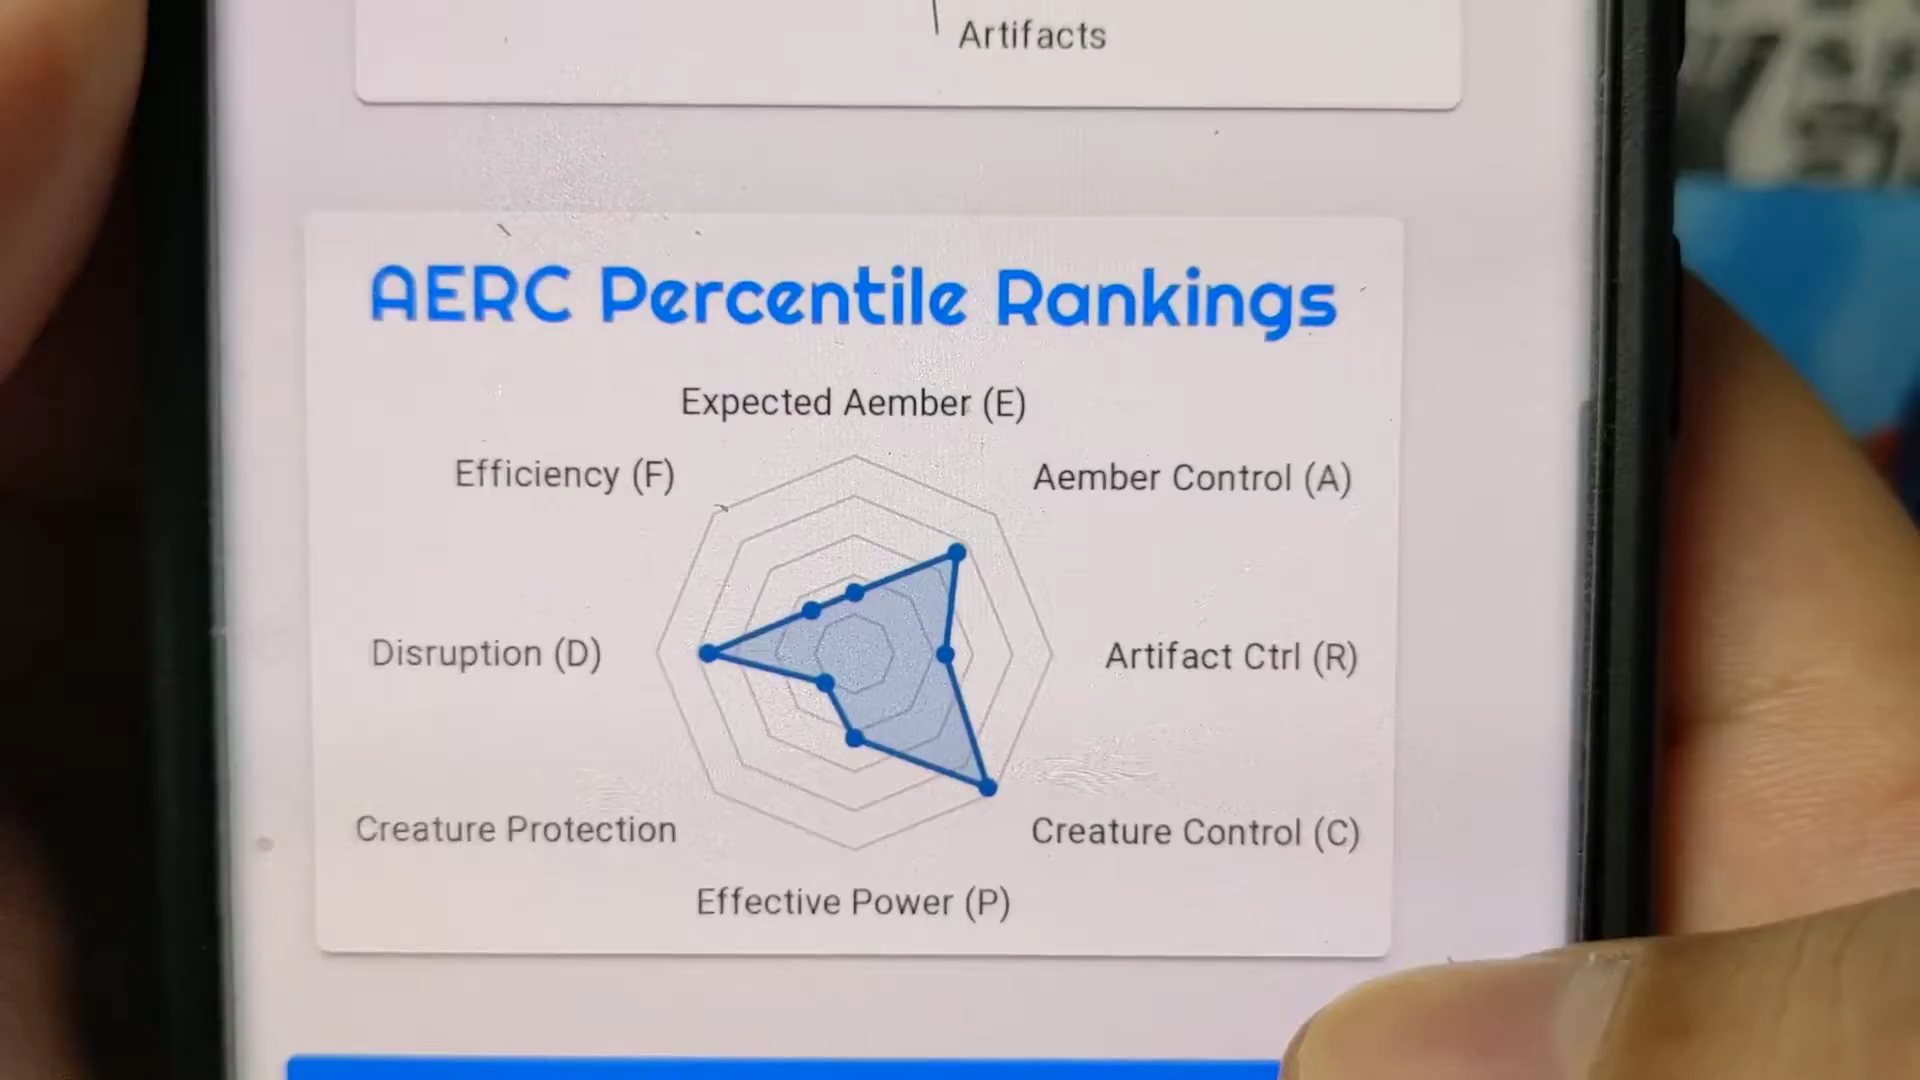 Artifacts
AERC Percentile Rankings
Expected Aember (E)
Efficiency (F)
Aember Control (A)
Disruption (D)
Artifact Ctrl (R)
Creature Protection
Creature Control (C)
Effective Power (P)